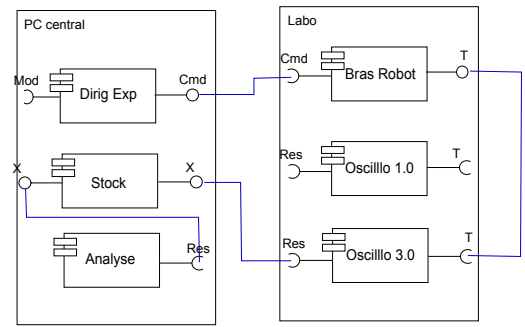 PC central
Mod
Dirig Exp
Cmd
X
Stock
X
Analyse
Res
Labo
Cmd
Bras Robot
T
Res
Oscilllo 1.0
T
Res
Oscilllo 3.0
T